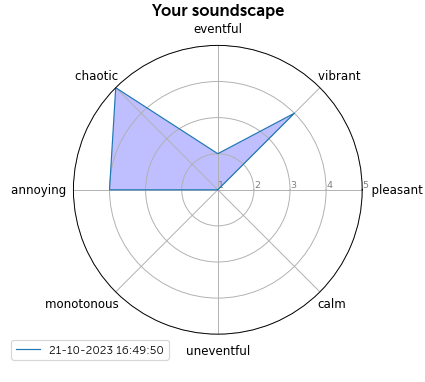 Your soundscape
eventful
chaotic
vibrant
annoying
1 2 3 4 5
pleasant
monotonous
calm
21-10-2023 16:49:50
uneventful